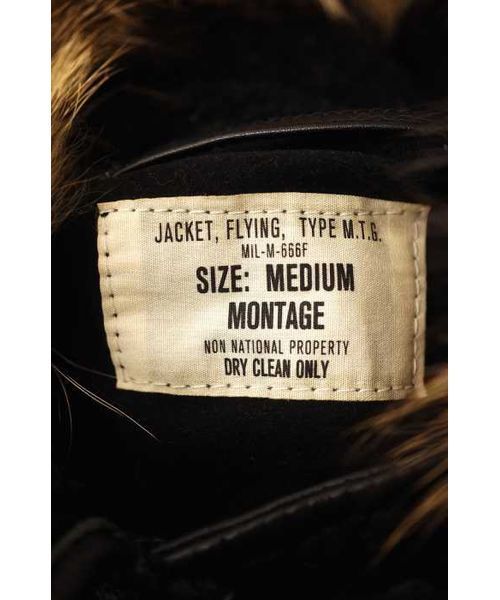 JACKET, FLYING, TYPE M.T.G.
MIL-M-666F
SIZE: MEDIUM
MONTAGE
NON NATIONAL PROPERTY
DRY CLEAN ONLY